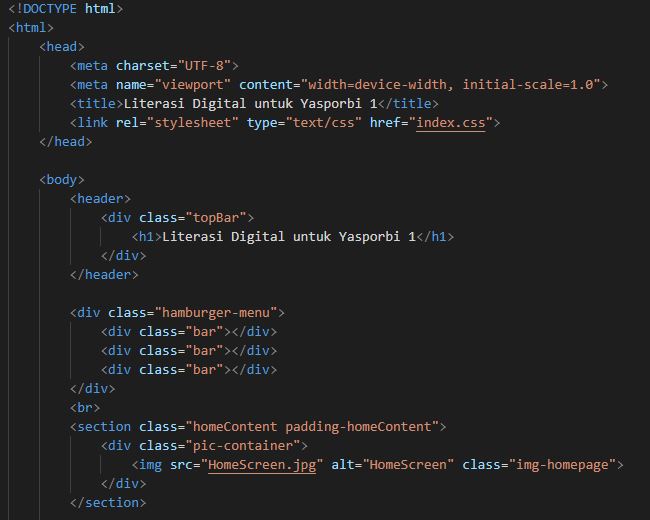 <!DOCTYPE html>
<html>
<head>
<meta charset="UTF-8">
<meta name="viewport" content="width=device-width, initial-scale=1.0">
<title>Literasi Digital untuk Yasporbi 1</title>
<link rel="stylesheet" type="text/css" href="index.css">
</head>
<body>
<header>
<div class="topBar">
<h1>Literasi Digital untuk Yasporbi 1</h1>
</div>
</header>
<div class="hamburger-menu">
<div class="bar"></div>
<div class="bar"></div>
<div class="bar"></div>
</div>
<br>
<section class="homeContent padding-homeContent">
<div class="pic-container">
<img src="HomeScreen.jpg" alt="HomeScreen" class="img-homepage">
</div>
</section>